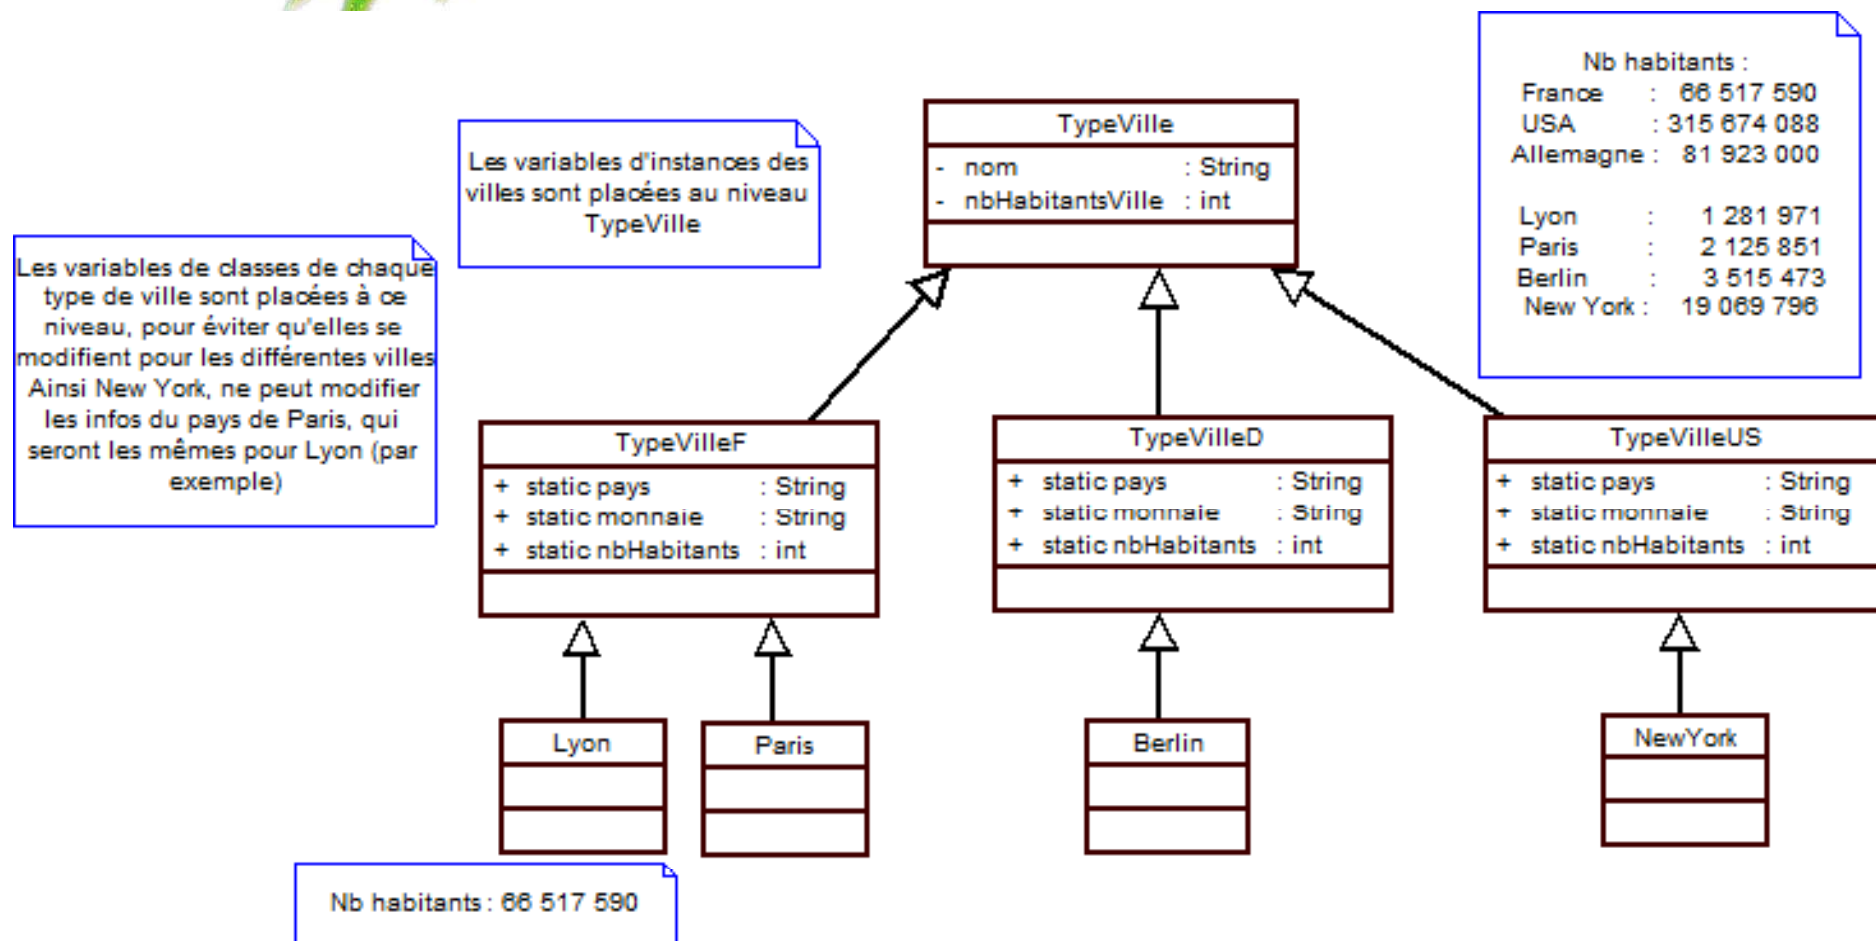 Nb habitants :
France : 66 517 590
USA : 315 674 088
Allemagne : 81 923 000
Lyon : 1 281 971
Paris : 2 125 851
Berlin : 3 515 473
New York : 19 069 796
TypeVille
- nom : String
- nbHabitantsVille : int
Les variables d'instances des
villes sont placées au niveau
TypeVille
Les variables de classes de chaque
type de ville sont placées à ce
niveau, pour éviter qu'elles se
modifient pour les différentes villes
Ainsi New York, ne peut modifier
les infos du pays de Paris, qui
seront les mêmes pour Lyon (par
exemple)
TypeVilleF
+ static pays : String
+ static monnaie : String
+ static nbHabitants : int
TypeVilleD
+ static pays : String
+ static monnaie : String
+ static nbHabitants : int
TypeVilleUS
+ static pays : String
+ static monnaie : String
+ static nbHabitants : int
Lyon
Paris
Berlin
NewYork
Nb habitants : 66 517 590